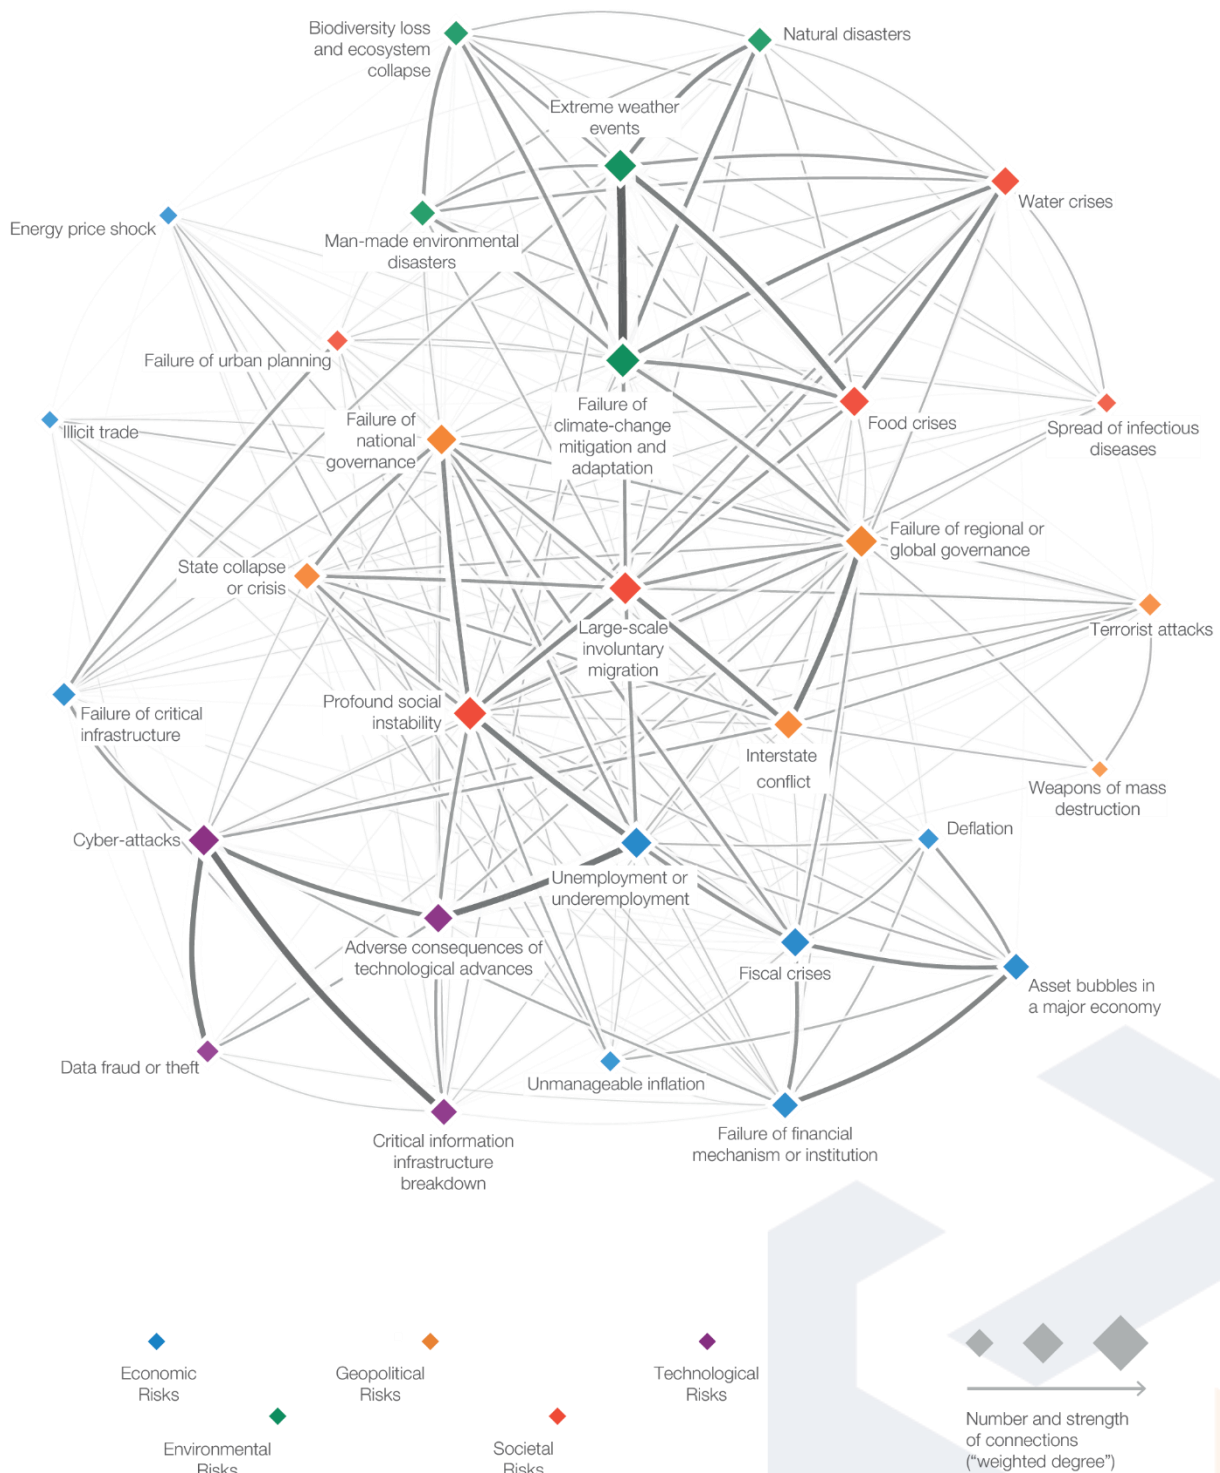 Biodiversity loss
and ecosystem
collapse
Natural disasters
Extreme weather
events
Water crises
Energy price shock
Man-made environmental
disasters
Failure of urban planning
Illicit trade
Failure of
national
governance
Failure of
climate-change
mitigation and
adaptation
Food crises
Spread of infectious
diseases
Failure of regional or
global governance
State collapse
or crisis
Large-scale
involuntary
migration
Terrorist attacks
Profound social
instability
Failure of critical
infrastructure
Interstate
conflict
Weapons of mass
destruction
Cyber-attacks
Deflation
Unemployment or
underemployment
Adverse consequences of
technological advances
Fiscal crises
Asset bubbles in
a major economy
Data fraud or theft
Unmanageable inflation
Critical information
infrastructure
breakdown
Failure of financial
mechanism or institution
Economic
Risks
Geopolitical
Risks
Technological
Risks
Environmental
Risks
Societal
Risks
Number and strength
of connections
(“weighted degree”)